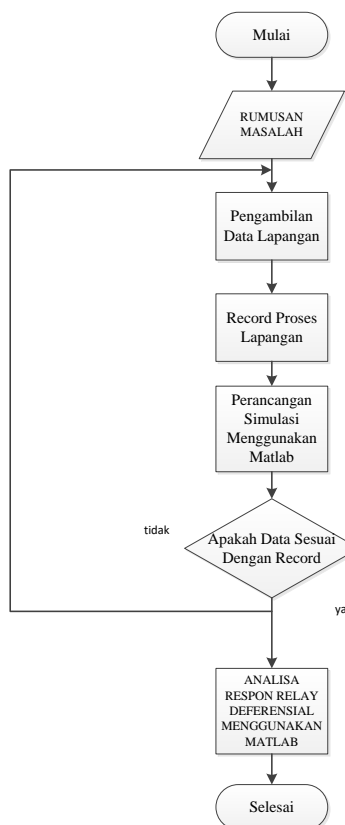 Mulai
RUMUSAN
MASALAH
Pengambilan
Data Lapangan
Record Proses
Lapangan
Perancangan
Simulasi
Menggunakan
Matlab
tidak
Apakah Data Sesuai
Dengan Record
ya
ANALISA
RESPON RELAY
DEFERENSIAL
MENGGUNAKAN
MATLAB
Selesai